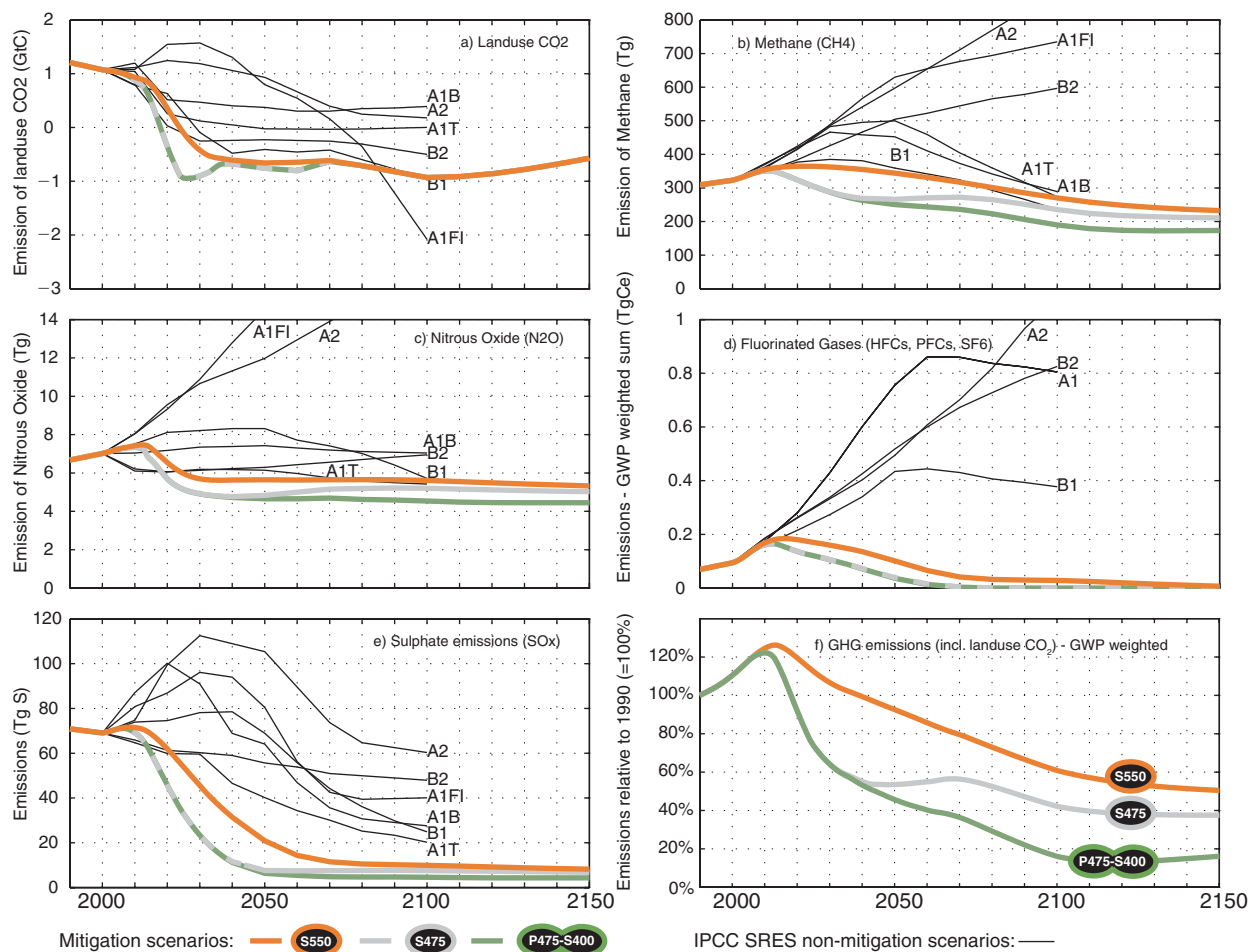 Emission of landuse CO2 (GtC)
2
1
0
−1
−2
−3
a) Landuse CO2
A1B
A2
A1T
B2
B1
A1FI
Emission of Methane (Tg)
800
700
600
500
400
300
200
100
0
b) Methane (CH4)
A2
A1FI
B2
B1
A1T
A1B
Emission of Nitrous Oxide (Tg)
14
12
10
8
6
4
2
0
c) Nitrous Oxide (N2O)
A1FI
A2
A1B
B2
A1T
B1
Emissions - GWP weighted sum (TgCe)
1
0.8
0.6
0.4
0.2
0
d) Fluorinated Gases (HFCs, PFCs, SF6)
A2
B2
A1
B1
Emissions (Tg S)
120
100
80
60
40
20
0
e) Sulphate emissions (SOx)
A2
B2
A1FI
A1B
B1
A1T
2000
2050
2100
2150
Emissions relative to 1990 (=100%)
120%
100%
80%
60%
40%
20%
0%
f) GHG emissions (incl. landuse CO2) - GWP weighted
S550
S475
P475-S400
2000
2050
2100
2150
Mitigation scenarios: S550 S475 P475-S400
IPCC SRES non-mitigation scenarios: